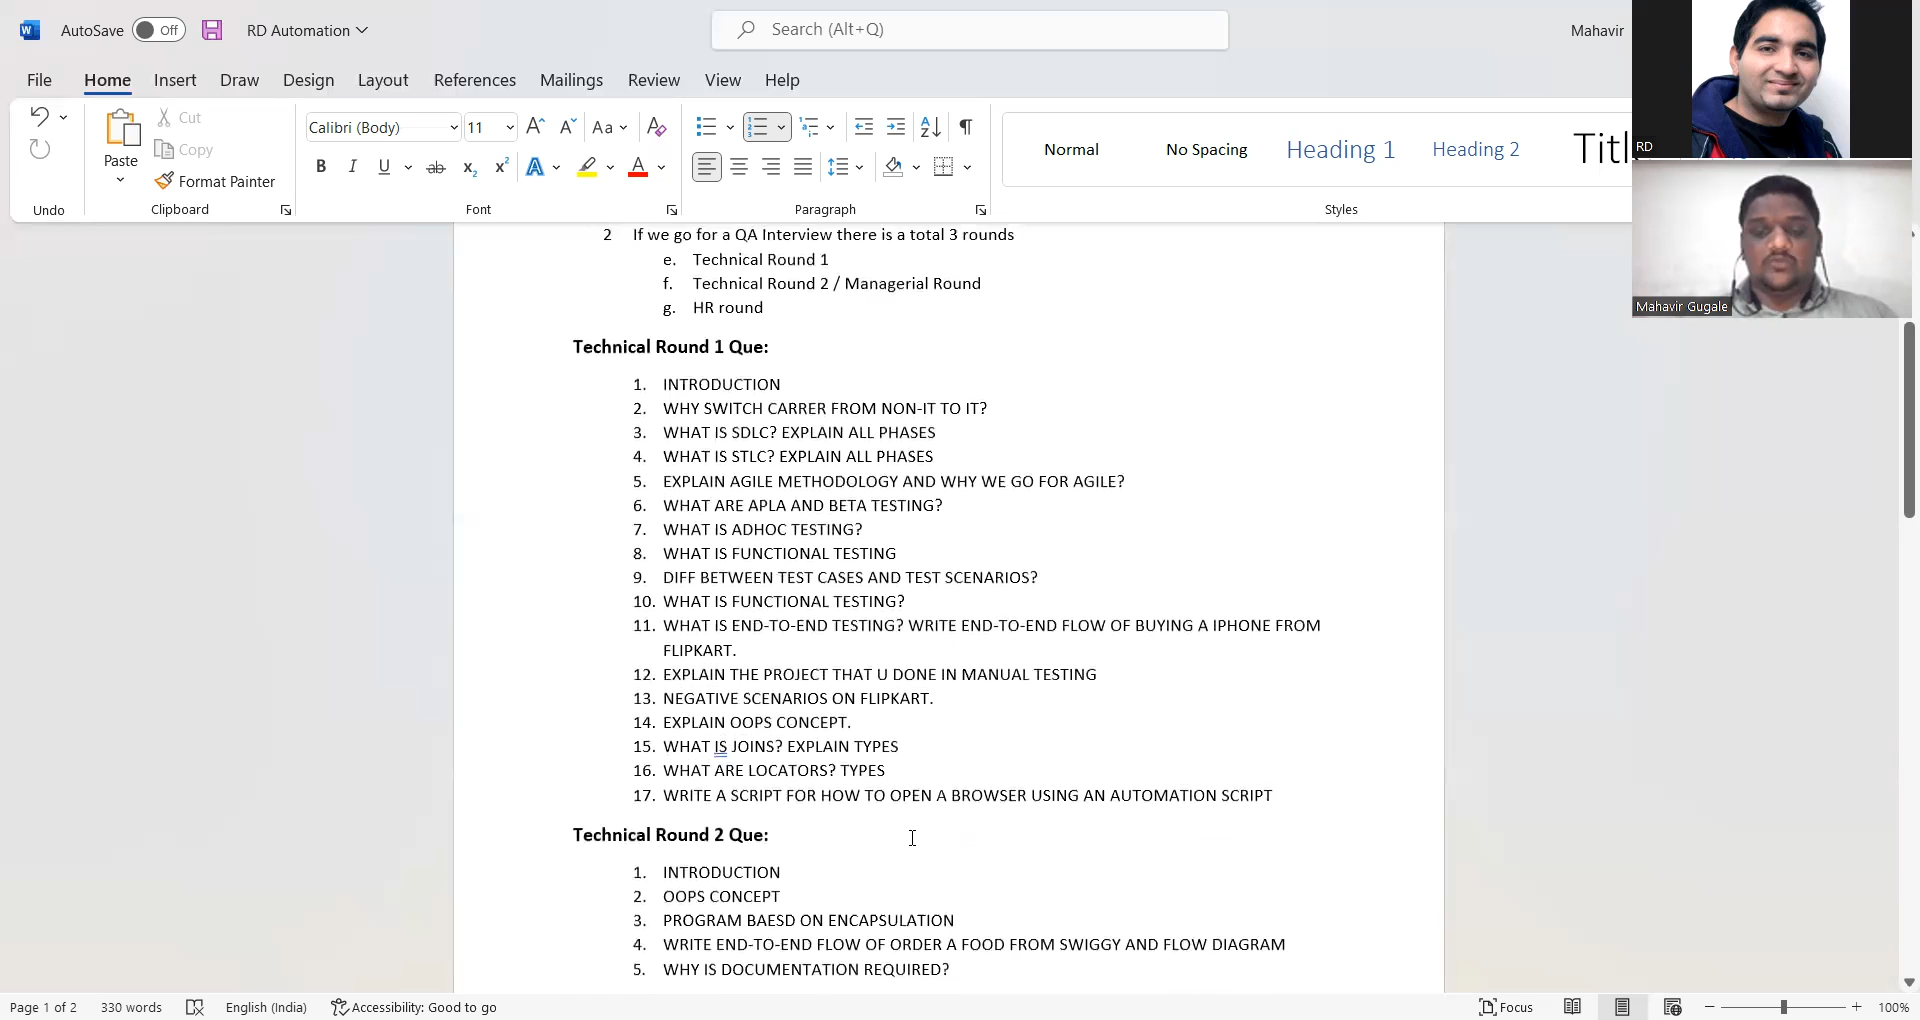 AutoSave Off RD Automation Search (Alt+Q) Mahavir
File Home Insert Draw Design Layout References Mailings Review View Help
Undo
Paste
Cut
Copy
Format Painter
Clipboard
Calibri (Body) 11
Font
Paragraph
Normal No Spacing Heading 1 Heading 2
Styles
RD
Mahavir Gugale
2 If we go for a QA Interview there is a total 3 rounds
e. Technical Round 1
f. Technical Round 2 / Managerial Round
g. HR round
Technical Round 1 Que:
1. INTRODUCTION
2. WHY SWITCH CARRER FROM NON-IT TO IT?
3. WHAT IS SDLC? EXPLAIN ALL PHASES
4. WHAT IS STLC? EXPLAIN ALL PHASES
5. EXPLAIN AGILE METHODOLOGY AND WHY WE GO FOR AGILE?
6. WHAT ARE APLA AND BETA TESTING?
7. WHAT IS ADHOC TESTING?
8. WHAT IS FUNCTIONAL TESTING
9. DIFF BETWEEN TEST CASES AND TEST SCENARIOS?
10. WHAT IS FUNCTIONAL TESTING?
11. WHAT IS END-TO-END TESTING? WRITE END-TO-END FLOW OF BUYING A IPHONE FROM
FLIPKART.
12. EXPLAIN THE PROJECT THAT U DONE IN MANUAL TESTING
13. NEGATIVE SCENARIOS ON FLIPKART.
14. EXPLAIN OOPS CONCEPT.
15. WHAT IS JOINS? EXPLAIN TYPES
16. WHAT ARE LOCATORS? TYPES
17. WRITE A SCRIPT FOR HOW TO OPEN A BROWSER USING AN AUTOMATION SCRIPT
Technical Round 2 Que:
1. INTRODUCTION
2. OOPS CONCEPT
3. PROGRAM BAESD ON ENCAPSULATION
4. WRITE END-TO-END FLOW OF ORDER A FOOD FROM SWIGGY AND FLOW DIAGRAM
5. WHY IS DOCUMENTATION REQUIRED?
Page 1 of 2 330 words English (India) Accessibility: Good to go Focus 100%